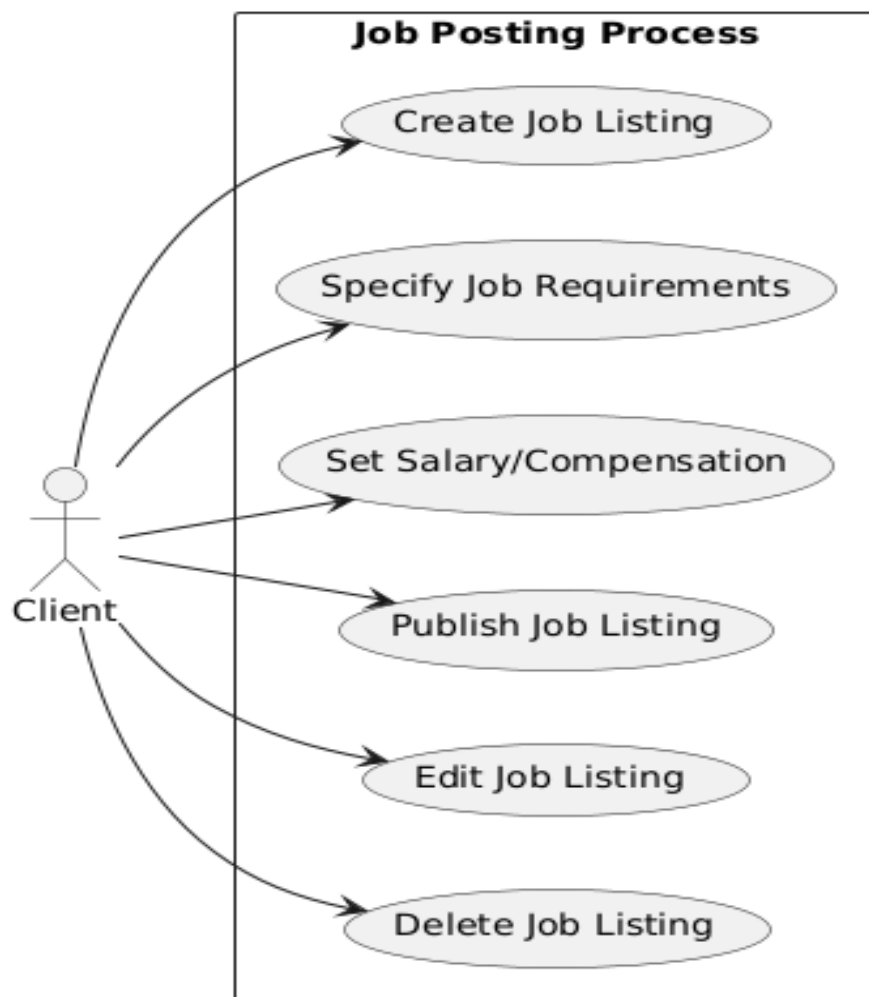 Job Posting Process
Create Job Listing
Specify Job Requirements
Set Salary/Compensation
Client
Publish Job Listing
Edit Job Listing
Delete Job Listing